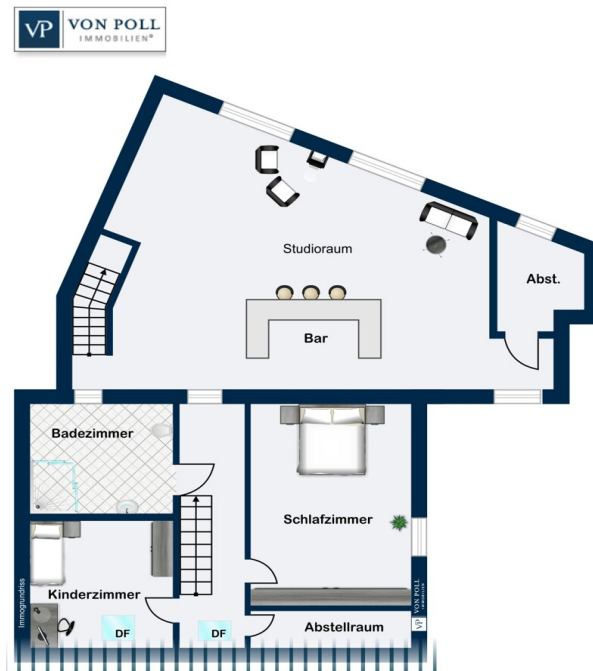 VP VON POLL
IMMOBILIEN®
Studioraum
Abst.
Bar
Badezimmer
Schlafzimmer
Kinderzimmer
DF
DF
Abstellraum
Immogrundriss
VP VON POLL
IMMOBILIEN